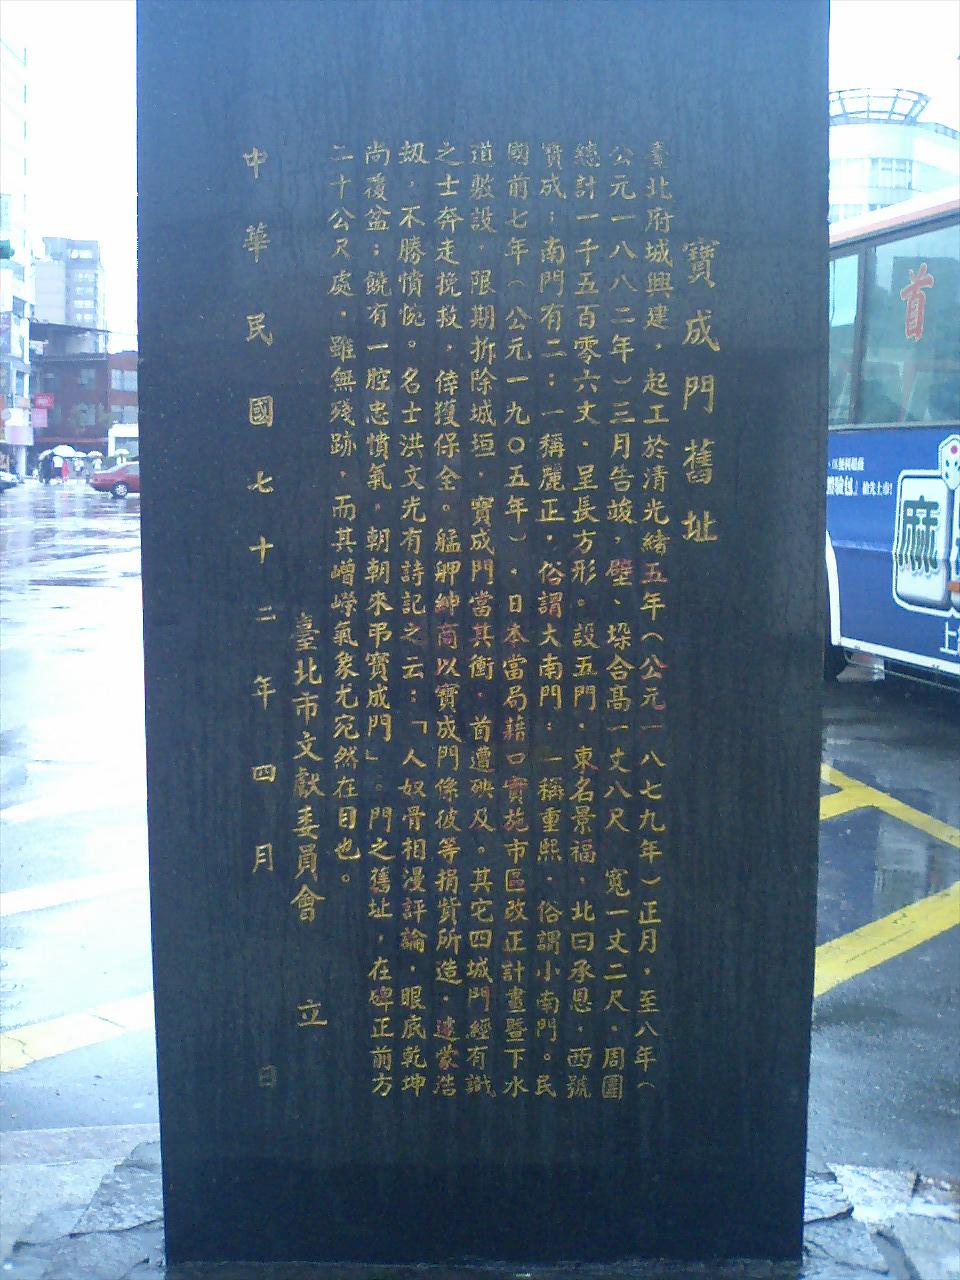 寶成門舊址
臺北府城興建，起工於清光緒五年（公元一八七九年）正月，至八年（
公元一八八二年）三月告竣，壁、垛合高一丈八尺　寬一丈二尺，周圍
總計一千五百零六丈，呈長方形。設五門，東名景福，北曰承恩，西號
寶成；南門有二：一稱麗正，俗謂大南門；一稱重熙，俗謂小南門。民
國前七年（公元一九〇五年），日本當局藉口實施市區改正計畫暨下水
道敷設，限期折除城垣，寶成門當其衝，首遭殃及。其它四城門經有識
之士奔走挽救，倖獲保全。艋舺紳商以寶成門係彼等捐貲所造，遽蒙浩
刼，不勝憤惋。名士洪文光有詩記之云：「人奴骨相漫評論，眼底乾坤
尚覆盆；饒有一腔忠憤氣，朝朝來弔寶成門」。門之舊址，在碑正前方
二十公尺處，雖無殘跡，而其嶒嶸氣象尤宛然在目也。
臺北市文獻委員會　立
中華民國七十二年四月　日
首
麻
上